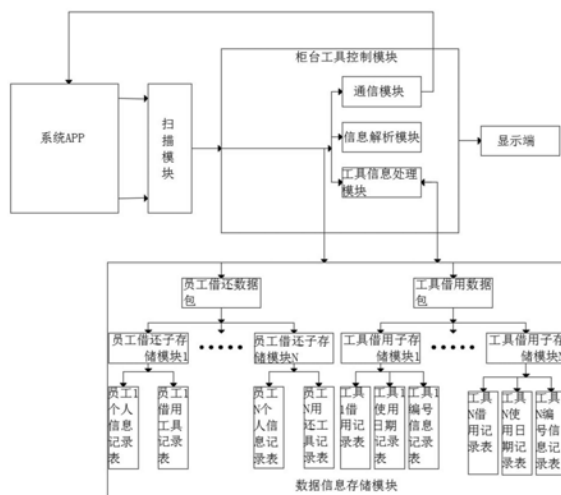 柜台工具控制模块
系统APP
扫
描
模
块
通信模块
信息解析模块
工具信息处理
模块
显示端
员工借还数据
包
工具借用数据
包
员工借还子存
储模块1
员工借还子存
储模块N
工具借用子存
储模块1
工具借用子存
储模块N
员工1
个人信息记录表
员工1
借用工具记录表
员工
N个人信息记录表
员工
N用还工具记录表
工具
1借用记录表
工具1
使用日期记录表
工具1
编号信息记录表
工具
N借用记录表
工具
N使用日期记录表
工具
N编号信息记录表
数据信息存储模块